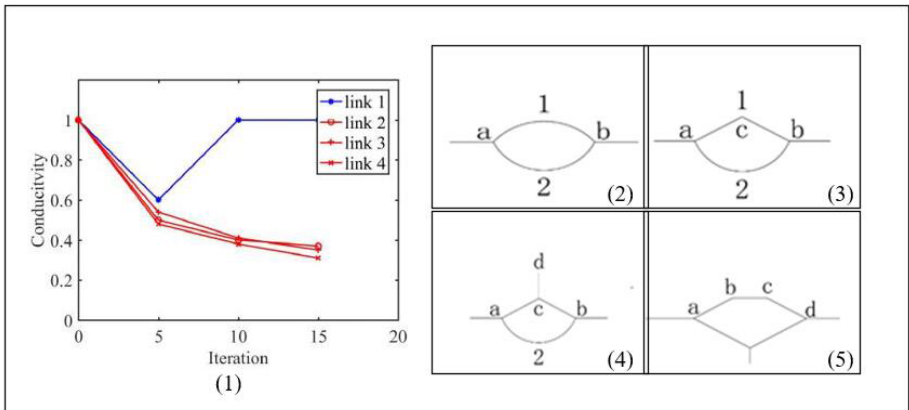 Conducitvity
1
0.8
0.6
0.4
0.2
0
0 5 10 15 20
Iteration
link 1
link 2
link 3
link 4
(1)
1
a b
2
(2)
1
a c b
2
(3)
d
a c b
2
(4)
b c
a d
(5)